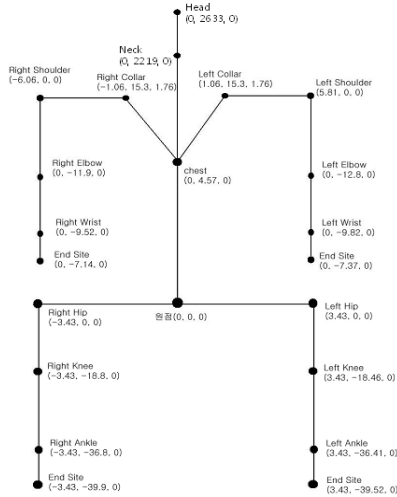 Head
(0, 2633, 0)
Neck
(0, 2219, 0)
Right Shoulder
(-6.06, 0, 0)
Right Collar
(-1.06, 15.3, 1.76)
Left Collar
(1.06, 15.3, 1.76)
Left Shoulder
(5.81, 0, 0)
chest
(0, 4.57, 0)
Right Elbow
(0, -11.9, 0)
Left Elbow
(0, -12.8, 0)
Right Wrist
(0, -9.52, 0)
Left Wrist
(0, -9.82, 0)
End Site
(0, -7.14, 0)
End Site
(0, -7.37, 0)
Right Hip
(-3.43, 0, 0)
원점(0, 0, 0)
Left Hip
(3.43, 0, 0)
Right Knee
(-3.43, -18.8, 0)
Left Knee
(3.43, -18.46, 0)
Right Ankle
(-3.43, -36.8, 0)
Left Ankle
(3.43, -36.41, 0)
End Site
(-3.43, -39.9, 0)
End Site
(3.43, -39.52, 0)